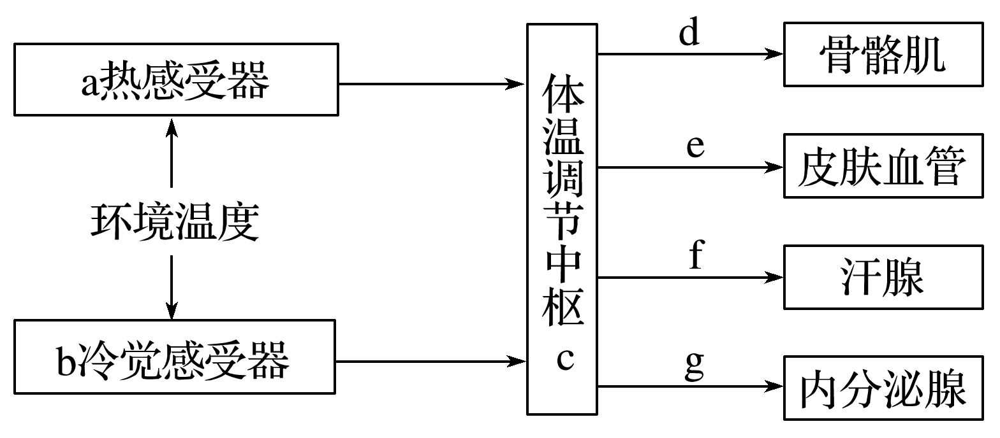 a热感受器
环境温度
b冷觉感受器
体温调节中枢c
d
骨骼肌
e
皮肤血管
f
汗腺
g
内分泌腺